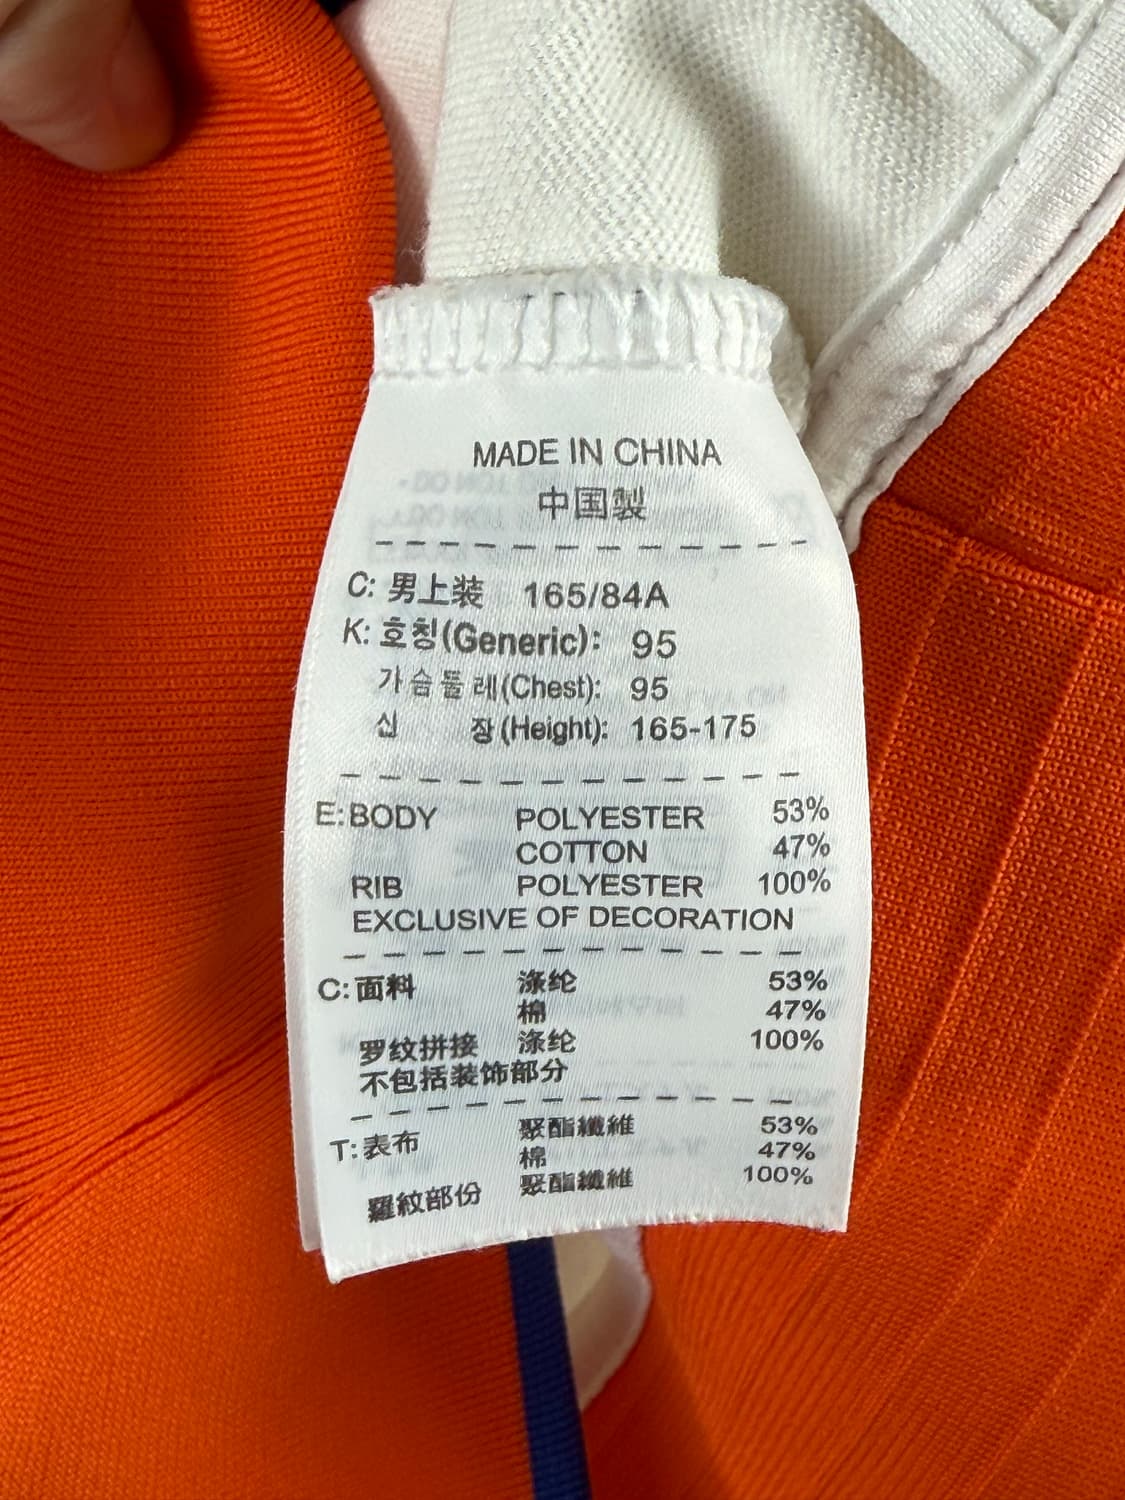 MADE IN CHINA
中国製
C: 男上装 165/84A
K: 호칭(Generic): 95
가슴둘레(Chest): 95
신 장(Height): 165-175
E: BODY POLYESTER 53%
COTTON 47%
RIB POLYESTER 100%
EXCLUSIVE OF DECORATION
C: 面料 涤纶 53%
棉 47%
罗纹拼接 涤纶 100%
不包括装饰部分
T: 表布 聚酯纖維 53%
棉 47%
羅紋部份 聚酯纖維 100%